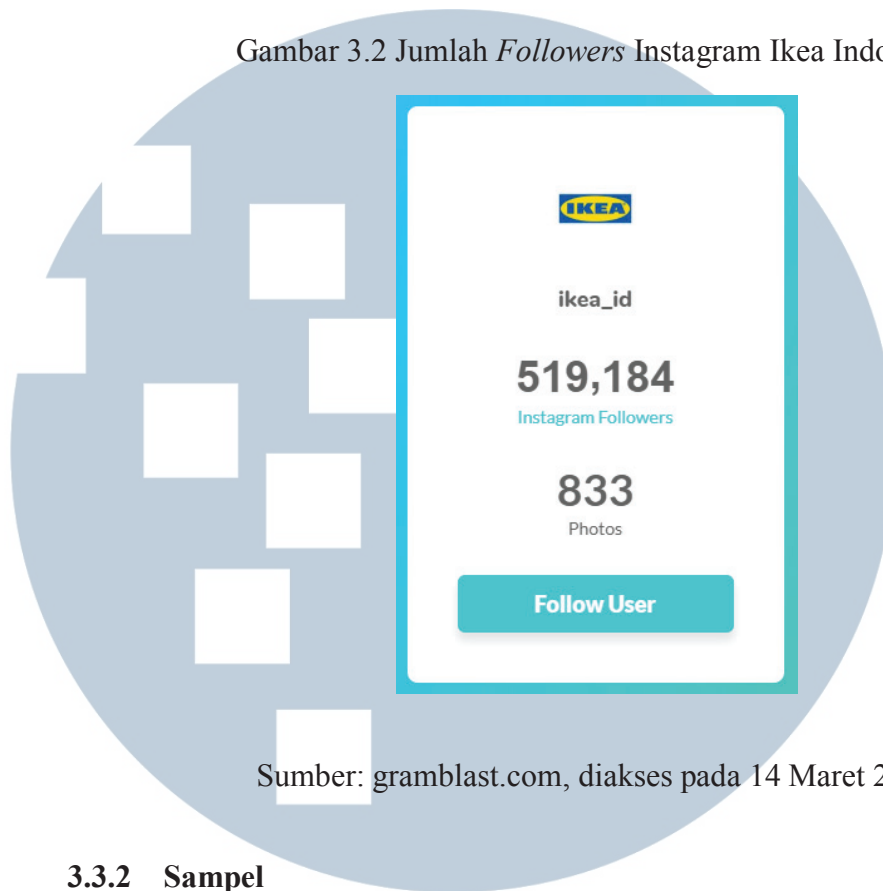 Gambar 3.2 Jumlah Followers Instagram Ikea Indo
IKEA
ikea_id
519,184
Instagram Followers
833
Photos
Follow User
Sumber: gramblast.com, diakses pada 14 Maret 2
3.3.2 Sampel